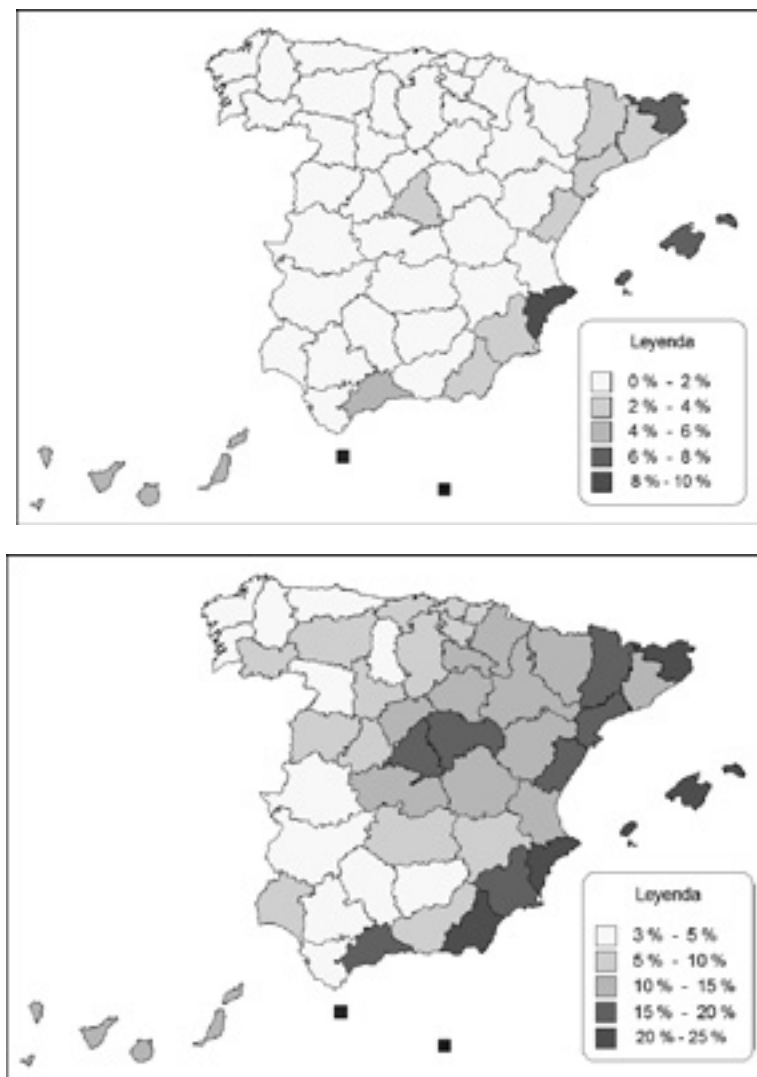 Leyenda
0 % - 2 %
2 % - 4 %
4 % - 6 %
6 % - 8 %
8 % - 10 %
Leyenda
3 % - 5 %
5 % - 10 %
10 % - 15 %
15 % - 20 %
20 % - 25 %